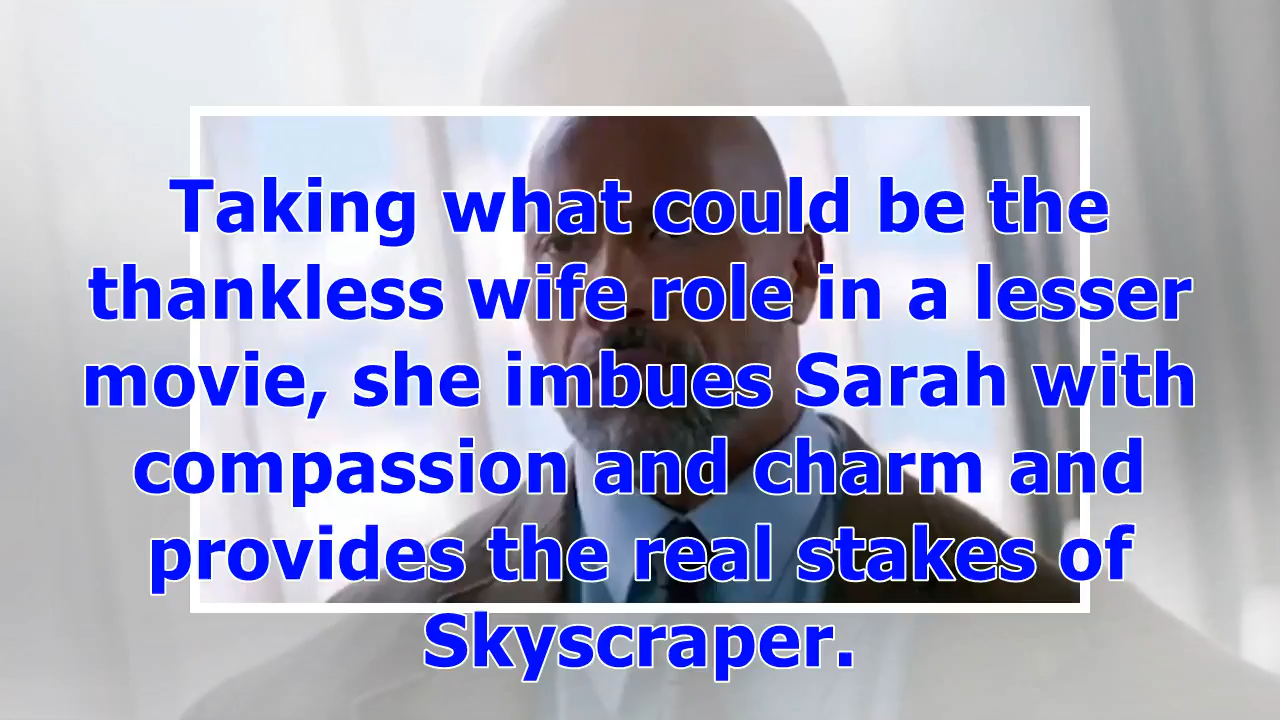 Taking what could be the
thankless wife role in a lesser
movie, she imbues Sarah with
compassion and charm and
provides the real stakes of
Skyscraper.